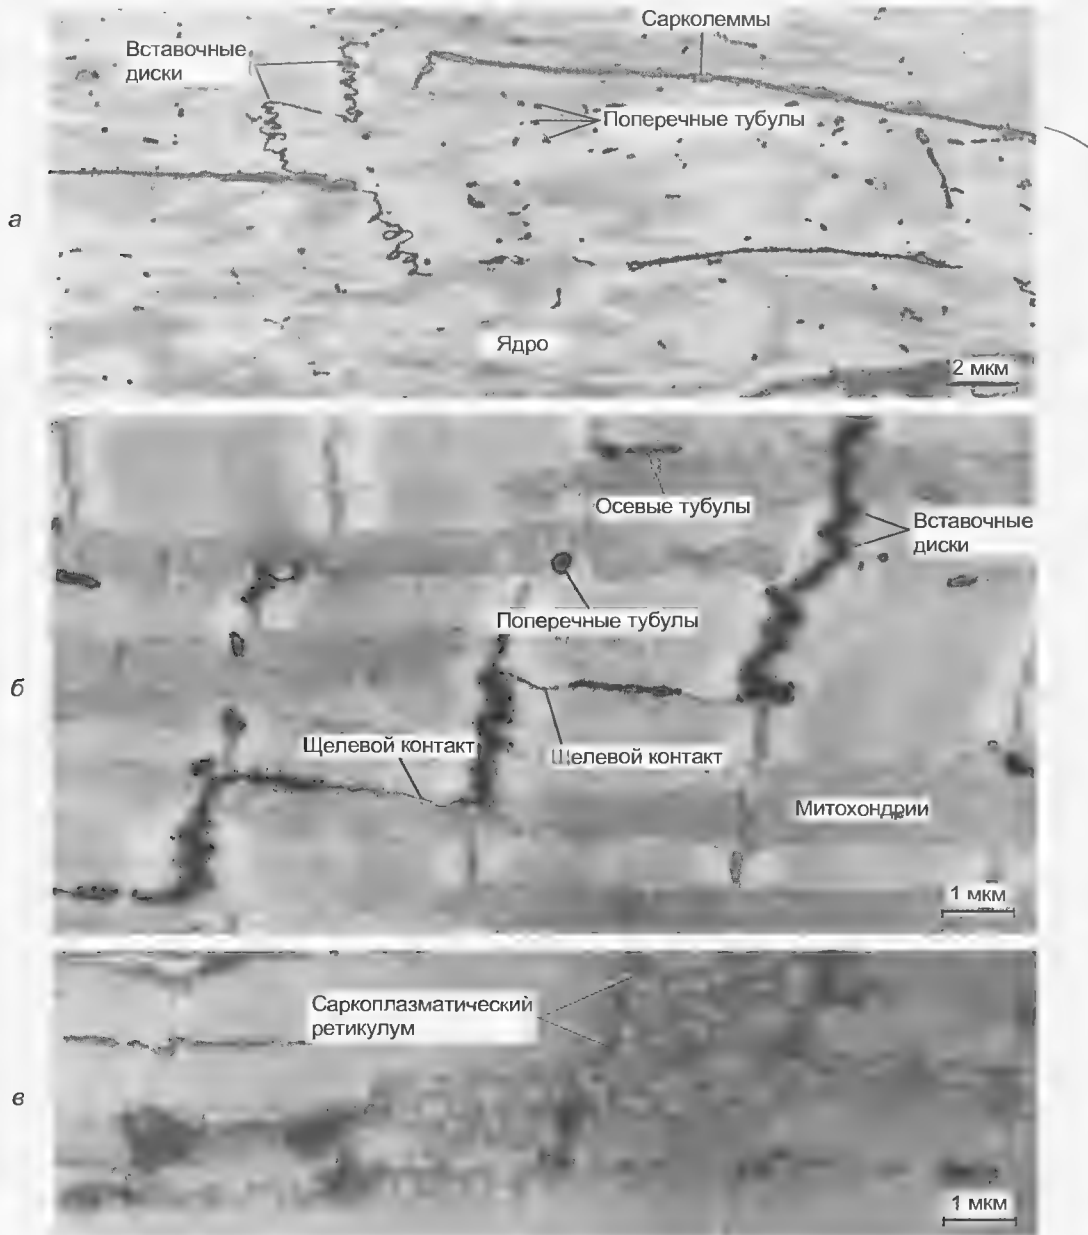 Сарколеммы
Вставочные
диски
Поперечные тубулы
а
Ядро
2 мкм
Осевые тубулы
Вставочные
диски
Поперечные тубулы
б
Щелевой контакт
Щелевой контакт
Митохондрии
1 мкм
Саркоплазматический
ретикулум
в
1 мкм